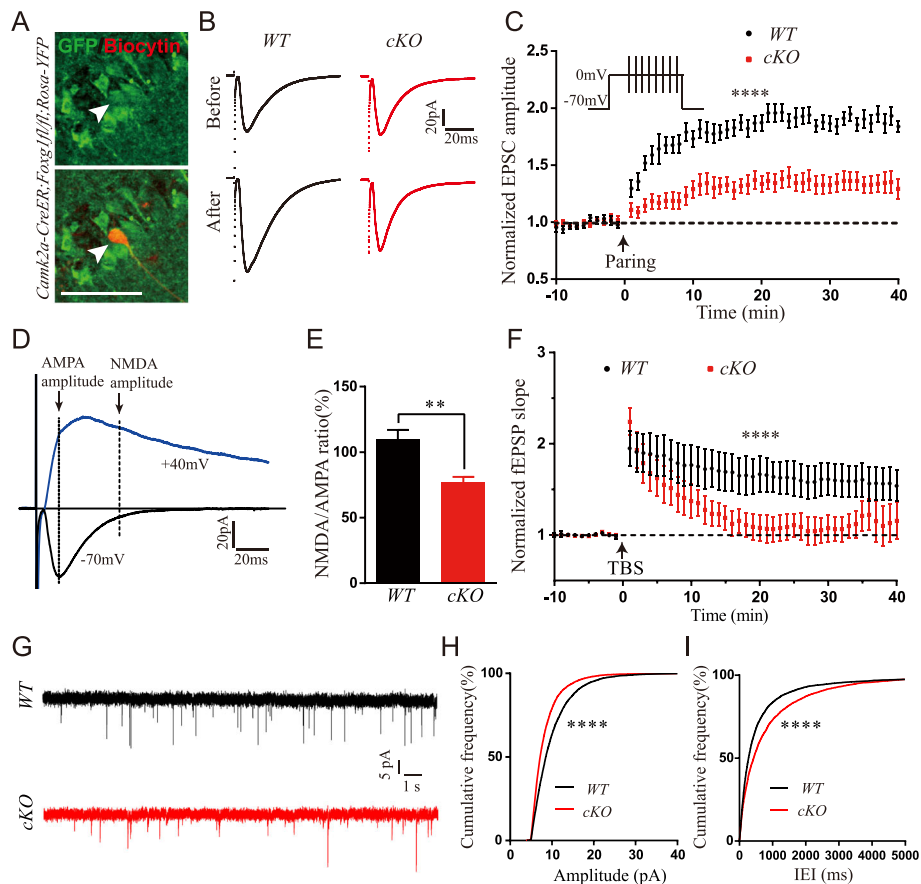 A
GFP Biocytin
Camk2a-CreER;Foxg1fl/fl;Rosa-YFP
B
WT cKO
Before
After
20pA
20ms
C
WT
cKO
0mV
-70mV
****
Normalized EPSC amplitude
2.5
2.0
1.5
1.0
0.5
Paring
-10 0 10 20 30 40
Time (min)
D
AMPA amplitude
NMDA amplitude
+40mV
-70mV
20pA
20ms
E
NMDA/AMPA ratio(%)
150
100
50
0
**
WT cKO
F
WT cKO
****
Normalized fEPSP slope
3
2
1
0
TBS
-10 0 10 20 30 40
Time (min)
G
WT
cKO
5 pA
1 s
H
Cumulative frequency(%)
100
50
0
****
WT
cKO
0 10 20 30 40
Amplitude (pA)
I
Cumulative frequency(%)
100
50
0
****
WT
cKO
0 1000 2000 3000 4000 5000
IEI (ms)